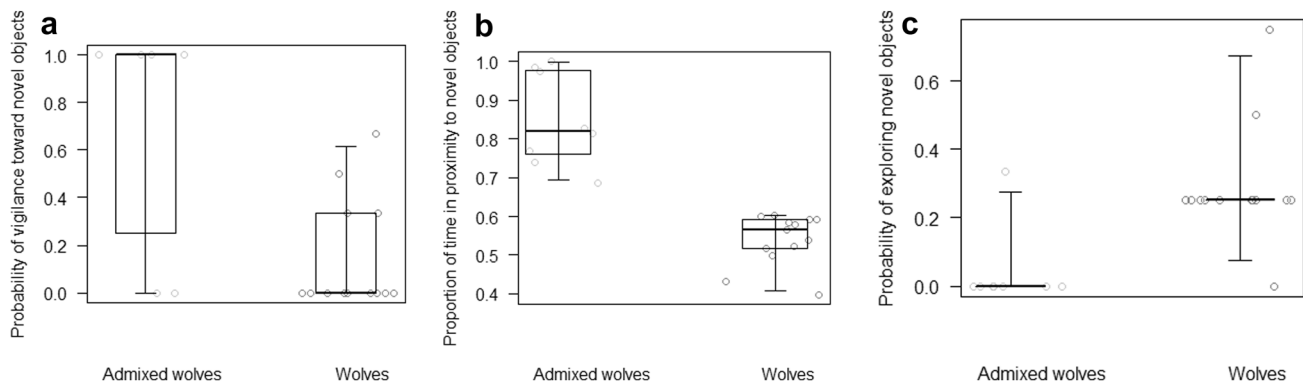 a
Probability of vigilance toward novel objects
1.0
0.8
0.6
0.4
0.2
0.0
Admixed wolves Wolves
b
Proportion of time in proximity to novel objects
1.0
0.9
0.8
0.7
0.6
0.5
0.4
Admixed wolves Wolves
c
Probability of exploring novel objects
0.6
0.4
0.2
0.0
Admixed wolves Wolves